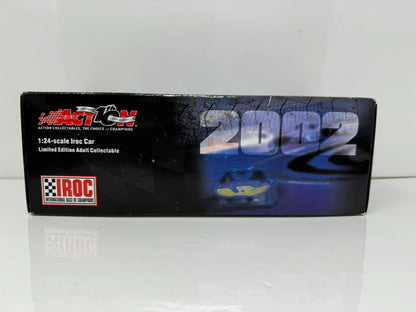 ACTION
ACTION COLLECTABLES, THE CHOICE of CHAMPIONS
1:24-scale Iroc Car
Limited Edition Adult Collectable
2002
IROC
INTERNATIONAL RACE OF CHAMPIONS